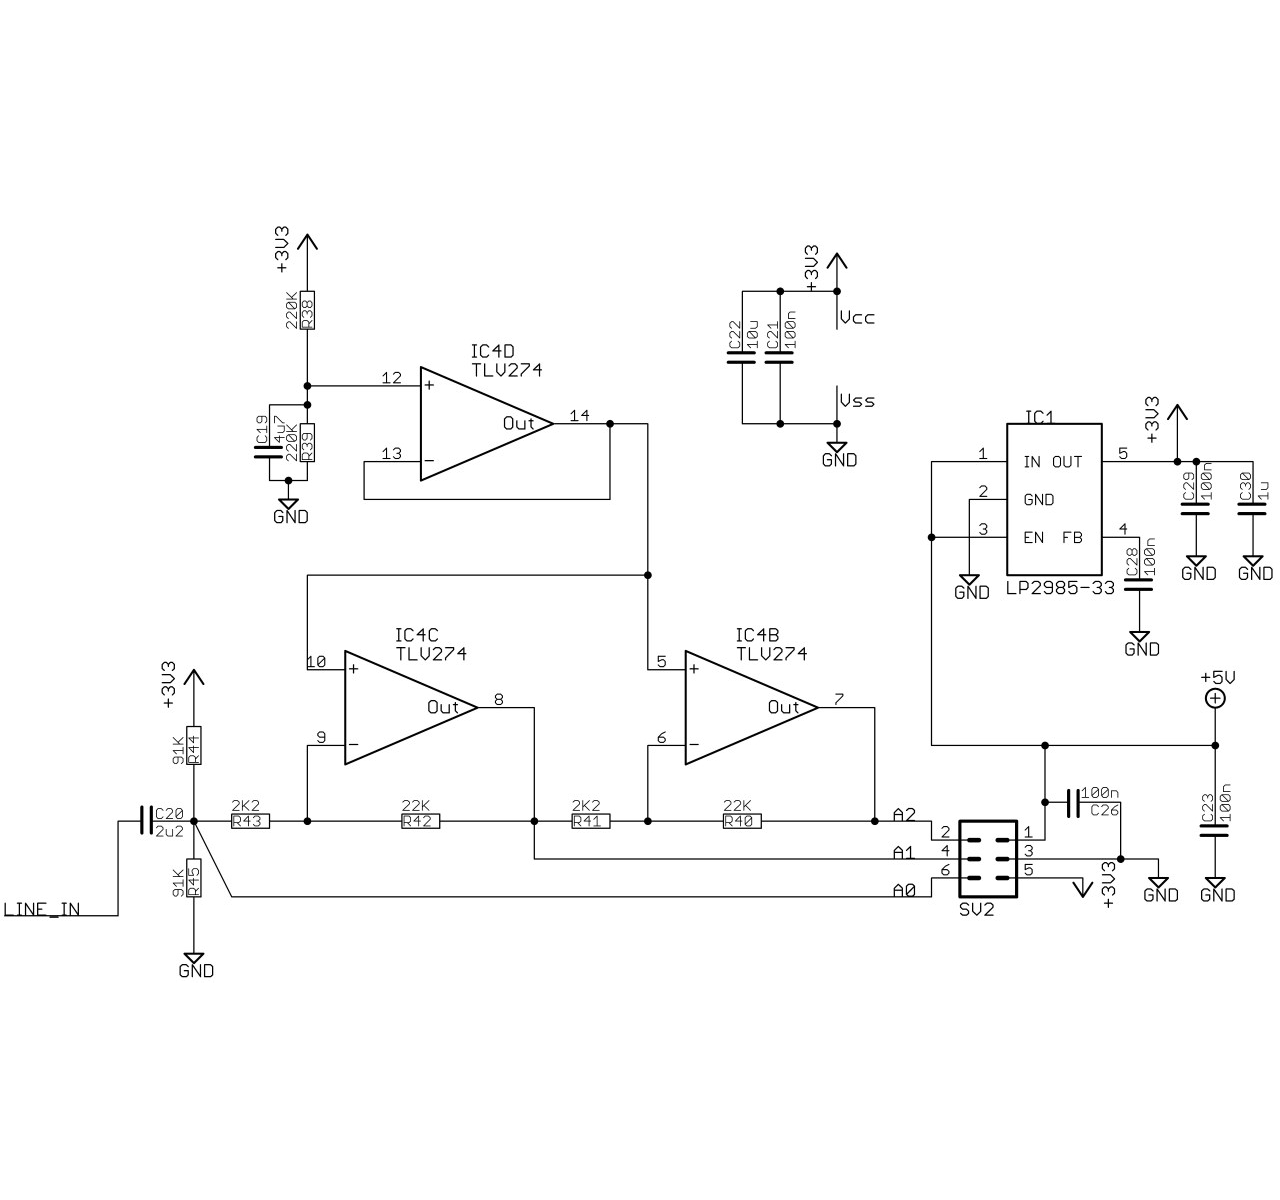 +3V3
220K
R38
C19
4u7
220K
R39
GND
IC4D
TLV274
12
+
13
−
Out
14
+3V3
C22
10u
C21
100n
Vcc
Vss
GND
IC1
1
IN
OUT
5
2
GND
3
EN
FB
4
LP2985-33
GND
+3V3
C29
100n
C30
1u
GND
GND
C28
100n
GND
IC4C
TLV274
10
+
9
−
Out
8
IC4B
TLV274
5
+
6
−
Out
7
+5V
+
+3V3
91K
R44
C20
2u2
2K2
R43
22K
R42
2K2
R41
22K
R40
91K
R45
LINE_IN
GND
A2
A1
A0
2
4
6
1
3
5
SV2
100n
C26
+3V3
GND
C23
100n
GND